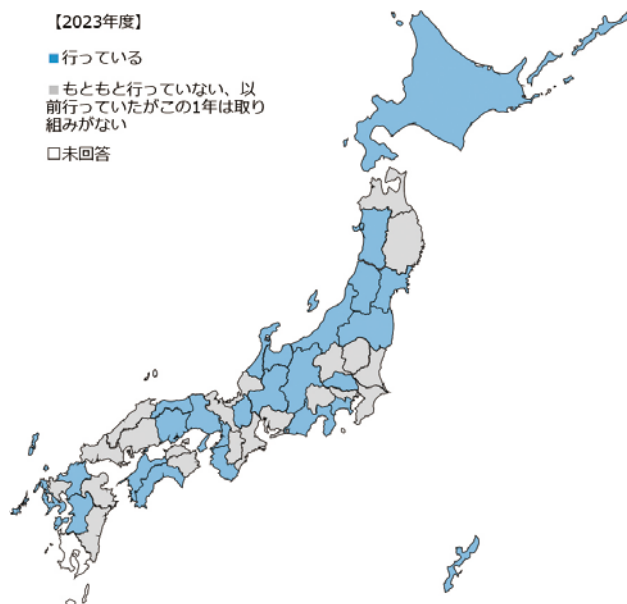 【2023年度】
■行っている
■もともと行っていない、以
前行っていたがこの1年は取り
組みがない
□未回答